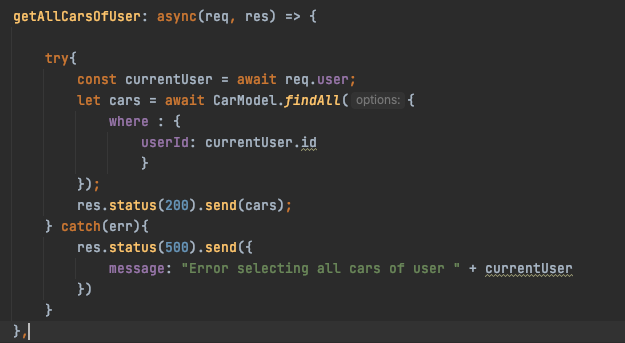 getAllCarsOfUser: async(req, res) => {
try{
const currentUser = await req.user;
let cars = await CarModel.findAll( options: {
where : {
userId: currentUser.id
}
});
res.status(200).send(cars);
} catch(err){
res.status(500).send({
message: "Error selecting all cars of user " + currentUser
})
}
},